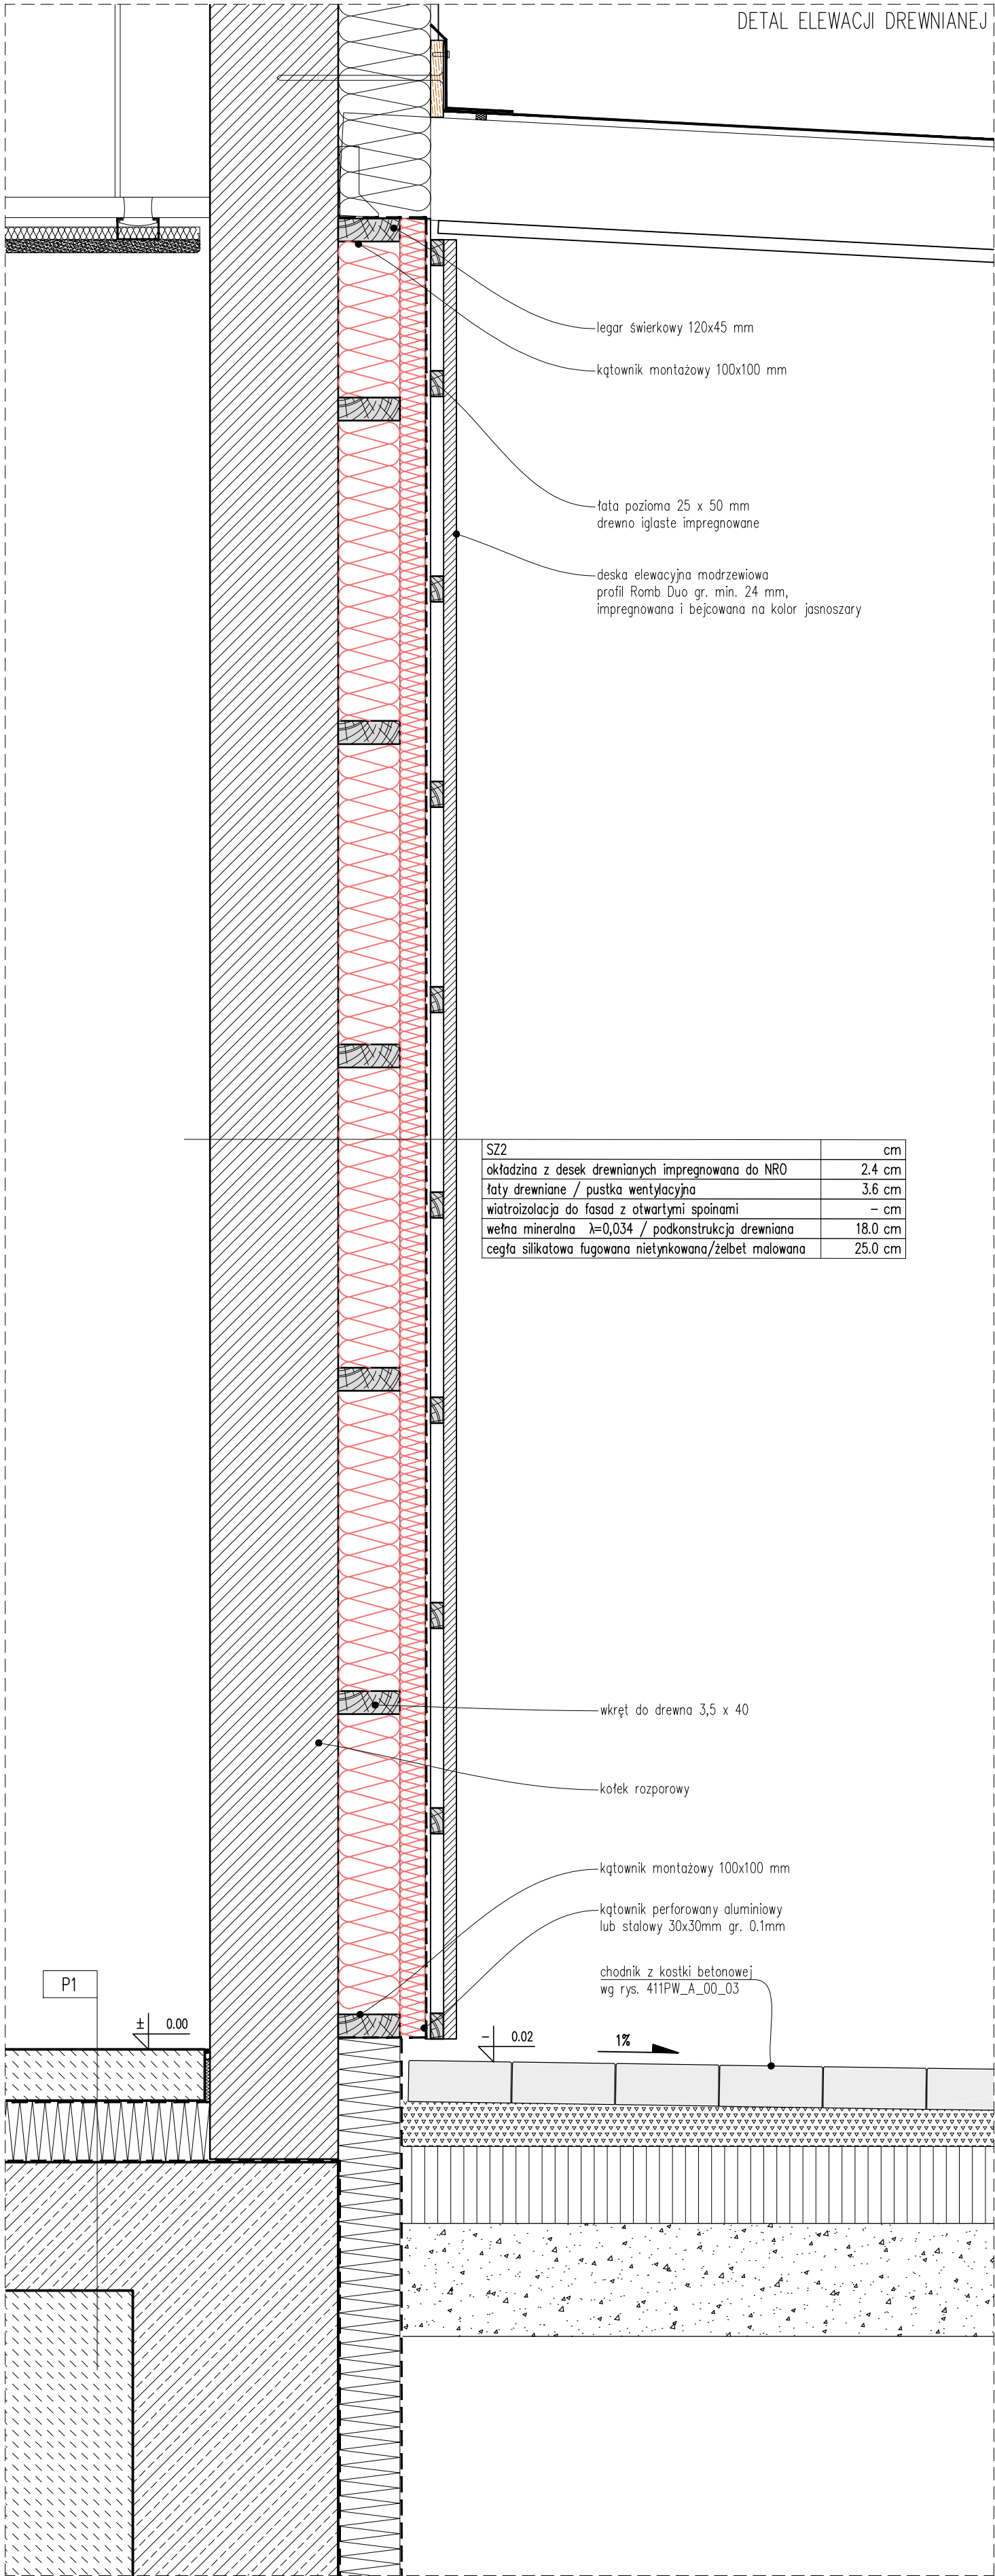 DETAL ELEWACJI DREWNIANEJ
legar świerkowy 120x45 mm
kątownik montażowy 100x100 mm
łata pozioma 25 x 50 mm
drewno iglaste impregnowane
deska elewacyjna modrzewiowa
profil Romb Duo gr. min. 24 mm,
impregnowana i bejcowana na kolor jasnoszary
SZ2 cm
okładzina z desek drewnianych impregnowana do NRO 2.4 cm
łaty drewniane / pustka wentylacyjna 3.6 cm
wiatroizolacja do fasad z otwartymi spoinami – cm
wełna mineralna λ=0,034 / podkonstrukcja drewniana 18.0 cm
cegła silikatowa fugowana nietynkowana/żelbet malowana 25.0 cm
wkręt do drewna 3,5 x 40
kołek rozporowy
kątownik montażowy 100x100 mm
kątownik perforowany aluminiowy
lub stalowy 30x30mm gr. 0.1mm
chodnik z kostki betonowej
wg rys. 411PW_A_00_03
P1
± 0.00
– 0.02
1%